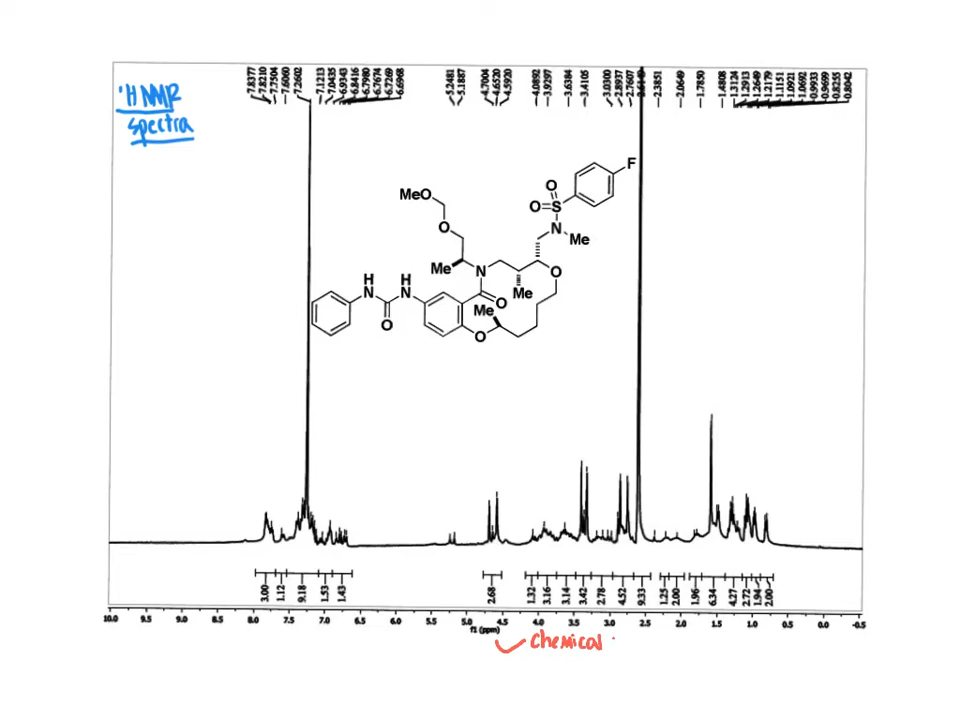 7.8377
7.8210
7.7504
7.6060
7.2602
7.1213
7.0435
6.9343
6.8416
6.7980
6.7674
6.7269
6.6968
5.2481
5.1887
4.7004
4.6520
4.5920
4.0892
3.9297
3.6384
3.4105
3.0300
2.8937
2.7607
2.3851
2.0649
1.7850
1.4808
1.3124
1.2913
1.2649
1.2179
1.1151
1.0921
1.0692
0.9933
0.9699
0.8255
0.8042
'H NMR
spectra
F
O
O=S
MeO
N
Me
O
Me
N
O
Me
H
H
N
N
O
Me
O
O
3.00
1.12
9.18
1.53
1.43
2.68
1.32
3.16
3.14
3.42
2.78
4.52
9.33
1.25
2.00
1.96
6.34
4.27
2.72
1.94
2.00
10.0 9.5 9.0 8.5 8.0 7.5 7.0 6.5 6.0 5.5 5.0 4.5 4.0 3.5 3.0 2.5 2.0 1.5 1.0 0.5 0.0 -0.5
f1 (ppm)
chemical